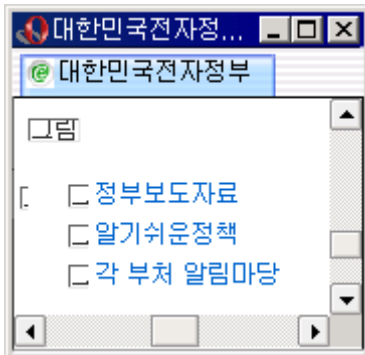 대한민국전자정...
대한민국전자정부
그림
정부보도자료
알기쉬운정책
각 부처 알림마당